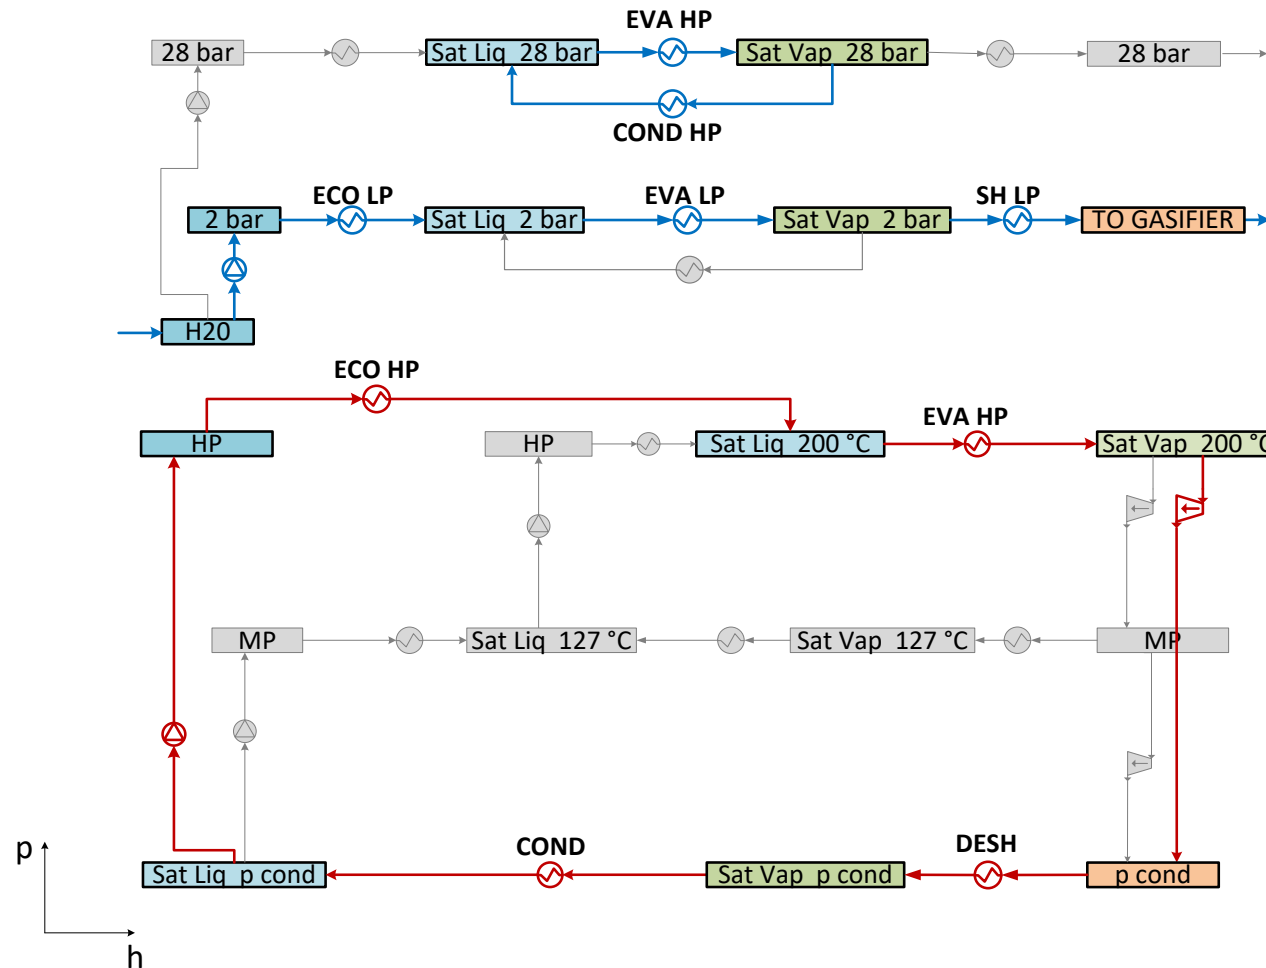 EVA HP
28 bar
Sat Liq 28 bar
Sat Vap 28 bar
28 bar
COND HP
ECO LP
EVA LP
SH LP
2 bar
Sat Liq 2 bar
Sat Vap 2 bar
TO GASIFIER
H20
ECO HP
EVA HP
HP
HP
Sat Liq 200 °C
Sat Vap 200 °C
MP
Sat Liq 127 °C
Sat Vap 127 °C
MP
COND
DESH
p
Sat Liq p cond
Sat Vap p cond
p cond
h